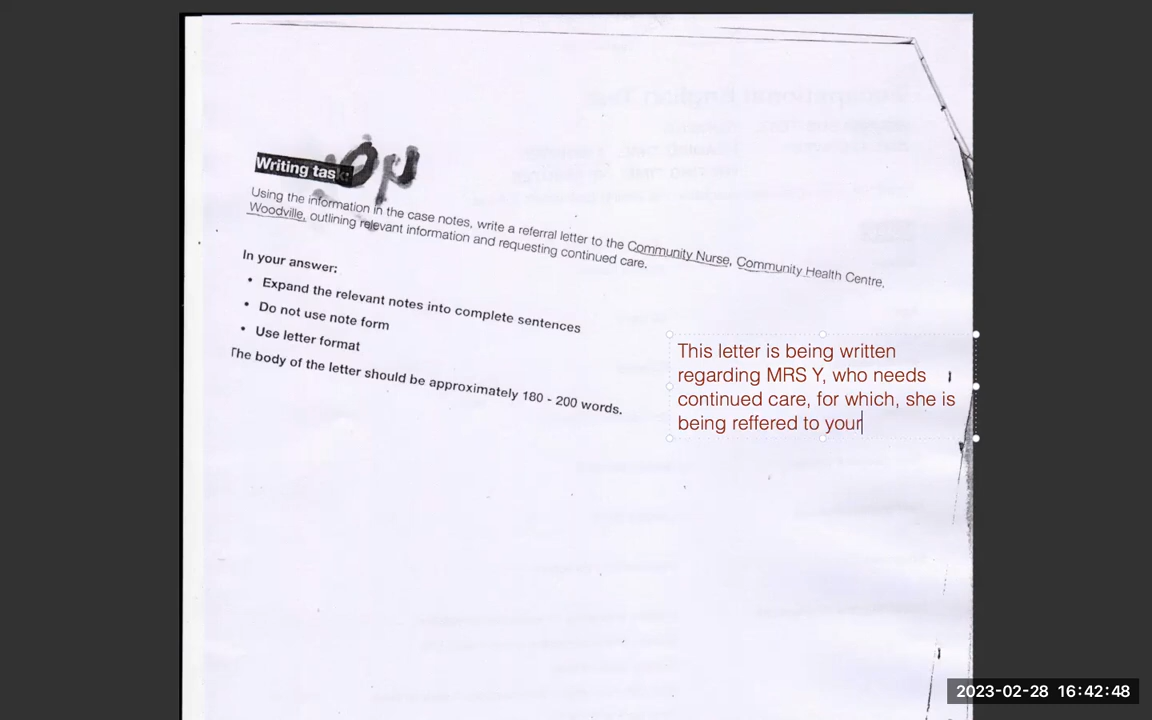 Writing task:
Using the information in the case notes, write a referral letter to the Community Nurse, Community Health Centre,
Woodville, outlining relevant information and requesting continued care.
In your answer:
• Expand the relevant notes into complete sentences
• Do not use note form
• Use letter format
The body of the letter should be approximately 180 - 200 words.
This letter is being written
regarding MRS Y, who needs
continued care, for which, she is
being reffered to your
2023-02-28 16:42:48